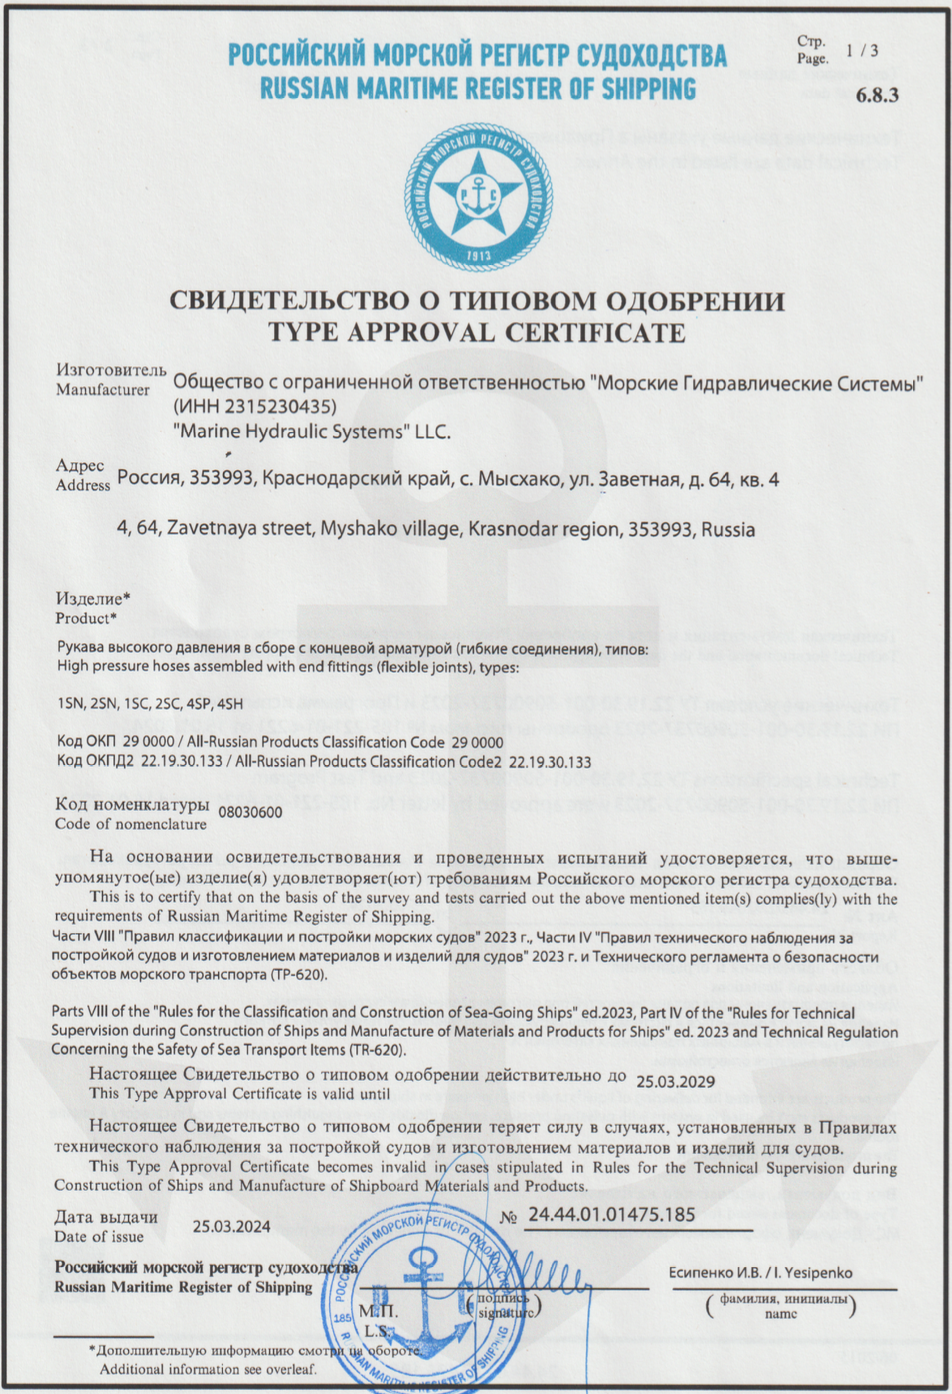 РОССИЙСКИЙ МОРСКОЙ РЕГИСТР СУДОХОДСТВА
RUSSIAN MARITIME REGISTER OF SHIPPING
Стр.
Page. 1 / 3
6.8.3
РОССИЙСКИЙ МОРСКОЙ РЕГИСТР СУДОХОДСТВА
Р С
1913
СВИДЕТЕЛЬСТВО О ТИПОВОМ ОДОБРЕНИИ
TYPE APPROVAL CERTIFICATE
Изготовитель
Manufacturer
Общество с ограниченной ответственностью "Морские Гидравлические Системы"
(ИНН 2315230435)
"Marine Hydraulic Systems" LLC.
Адрес
Address
Россия, 353993, Краснодарский край, с. Мысхако, ул. Заветная, д. 64, кв. 4
4, 64, Zavetnaya street, Myshako village, Krasnodar region, 353993, Russia
Изделие*
Product*
Рукава высокого давления в сборе с концевой арматурой (гибкие соединения), типов:
High pressure hoses assembled with end fittings (flexible joints), types:
1SN, 2SN, 1SC, 2SC, 4SP, 4SH
Код ОКП 29 0000 / All-Russian Products Classification Code 29 0000
Код ОКПД2 22.19.30.133 / All-Russian Products Classification Code2 22.19.30.133
Код номенклатуры
Code of nomenclature
08030600
На основании освидетельствования и проведенных испытаний удостоверяется, что выше-
упомянутое(ые) изделие(я) удовлетворяет(ют) требованиям Российского морского регистра судоходства.
This is to certify that on the basis of the survey and tests carried out the above mentioned item(s) complies(ly) with the
requirements of Russian Maritime Register of Shipping.
Части VIII "Правил классификации и постройки морских судов" 2023 г., Части IV "Правил технического наблюдения за
постройкой судов и изготовлением материалов и изделий для судов" 2023 г. и Технического регламента о безопасности
объектов морского транспорта (ТР-620).
Parts VIII of the "Rules for the Classification and Construction of Sea-Going Ships" ed.2023, Part IV of the "Rules for Technical
Supervision during Construction of Ships and Manufacture of Materials and Products for Ships" ed. 2023 and Technical Regulation
Concerning the Safety of Sea Transport Items (TR-620).
Настоящее Свидетельство о типовом одобрении действительно до
This Type Approval Certificate is valid until
25.03.2029
Настоящее Свидетельство о типовом одобрении теряет силу в случаях, установленных в Правилах
технического наблюдения за постройкой судов и изготовлением материалов и изделий для судов.
This Type Approval Certificate becomes invalid in cases stipulated in Rules for the Technical Supervision during
Construction of Ships and Manufacture of Shipboard Materials and Products.
Дата выдачи
Date of issue
25.03.2024
№ 24.44.01.01475.185
Российский морской регистр судоходства
Russian Maritime Register of Shipping
Есипенко И.В. / I. Yesipenko
М.П.
L.S.
(подпись
signature)
(фамилия, инициалы)
name
РОССИЙСКИЙ МОРСКОЙ РЕГИСТР СУДОХОДСТВА
Р С
185
MARITIME REGISTER OF SHIPPING
*Дополнительную информацию смотри на обороте.
Additional information see overleaf.